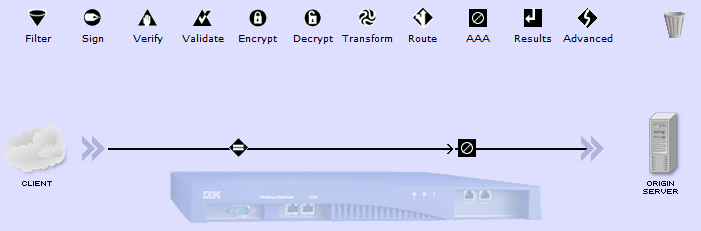 Filter Sign Verify Validate Encrypt Decrypt Transform Route AAA Results Advanced
CLIENT
ORIGIN
SERVER
IBM